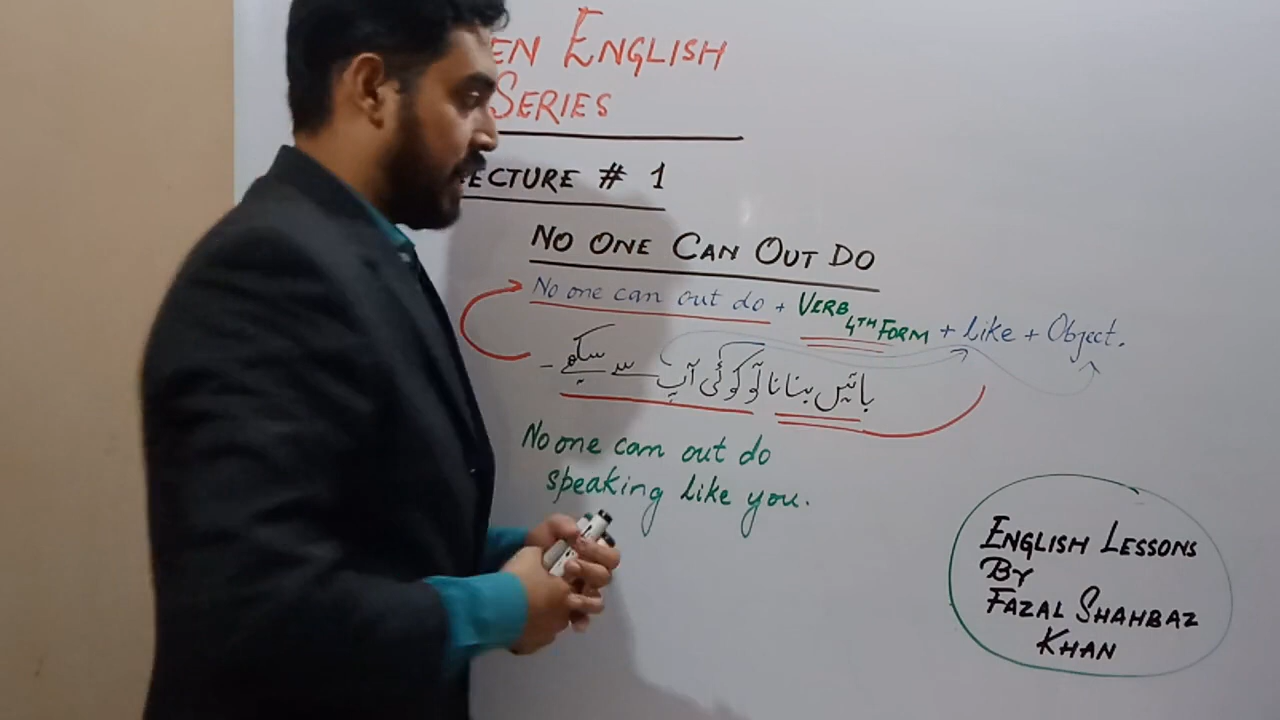 EN ENGLISH
SERIES
ECTURE # 1
NO ONE CAN OUT DO
No one can out do + VERB 4TH FORM + like + Object.
باتیں بنانا تو کوئی آپ سے سیکھے -
No one can out do
speaking like you.
ENGLISH LESSONS
BY
FAZAL SHAHBAZ
KHAN